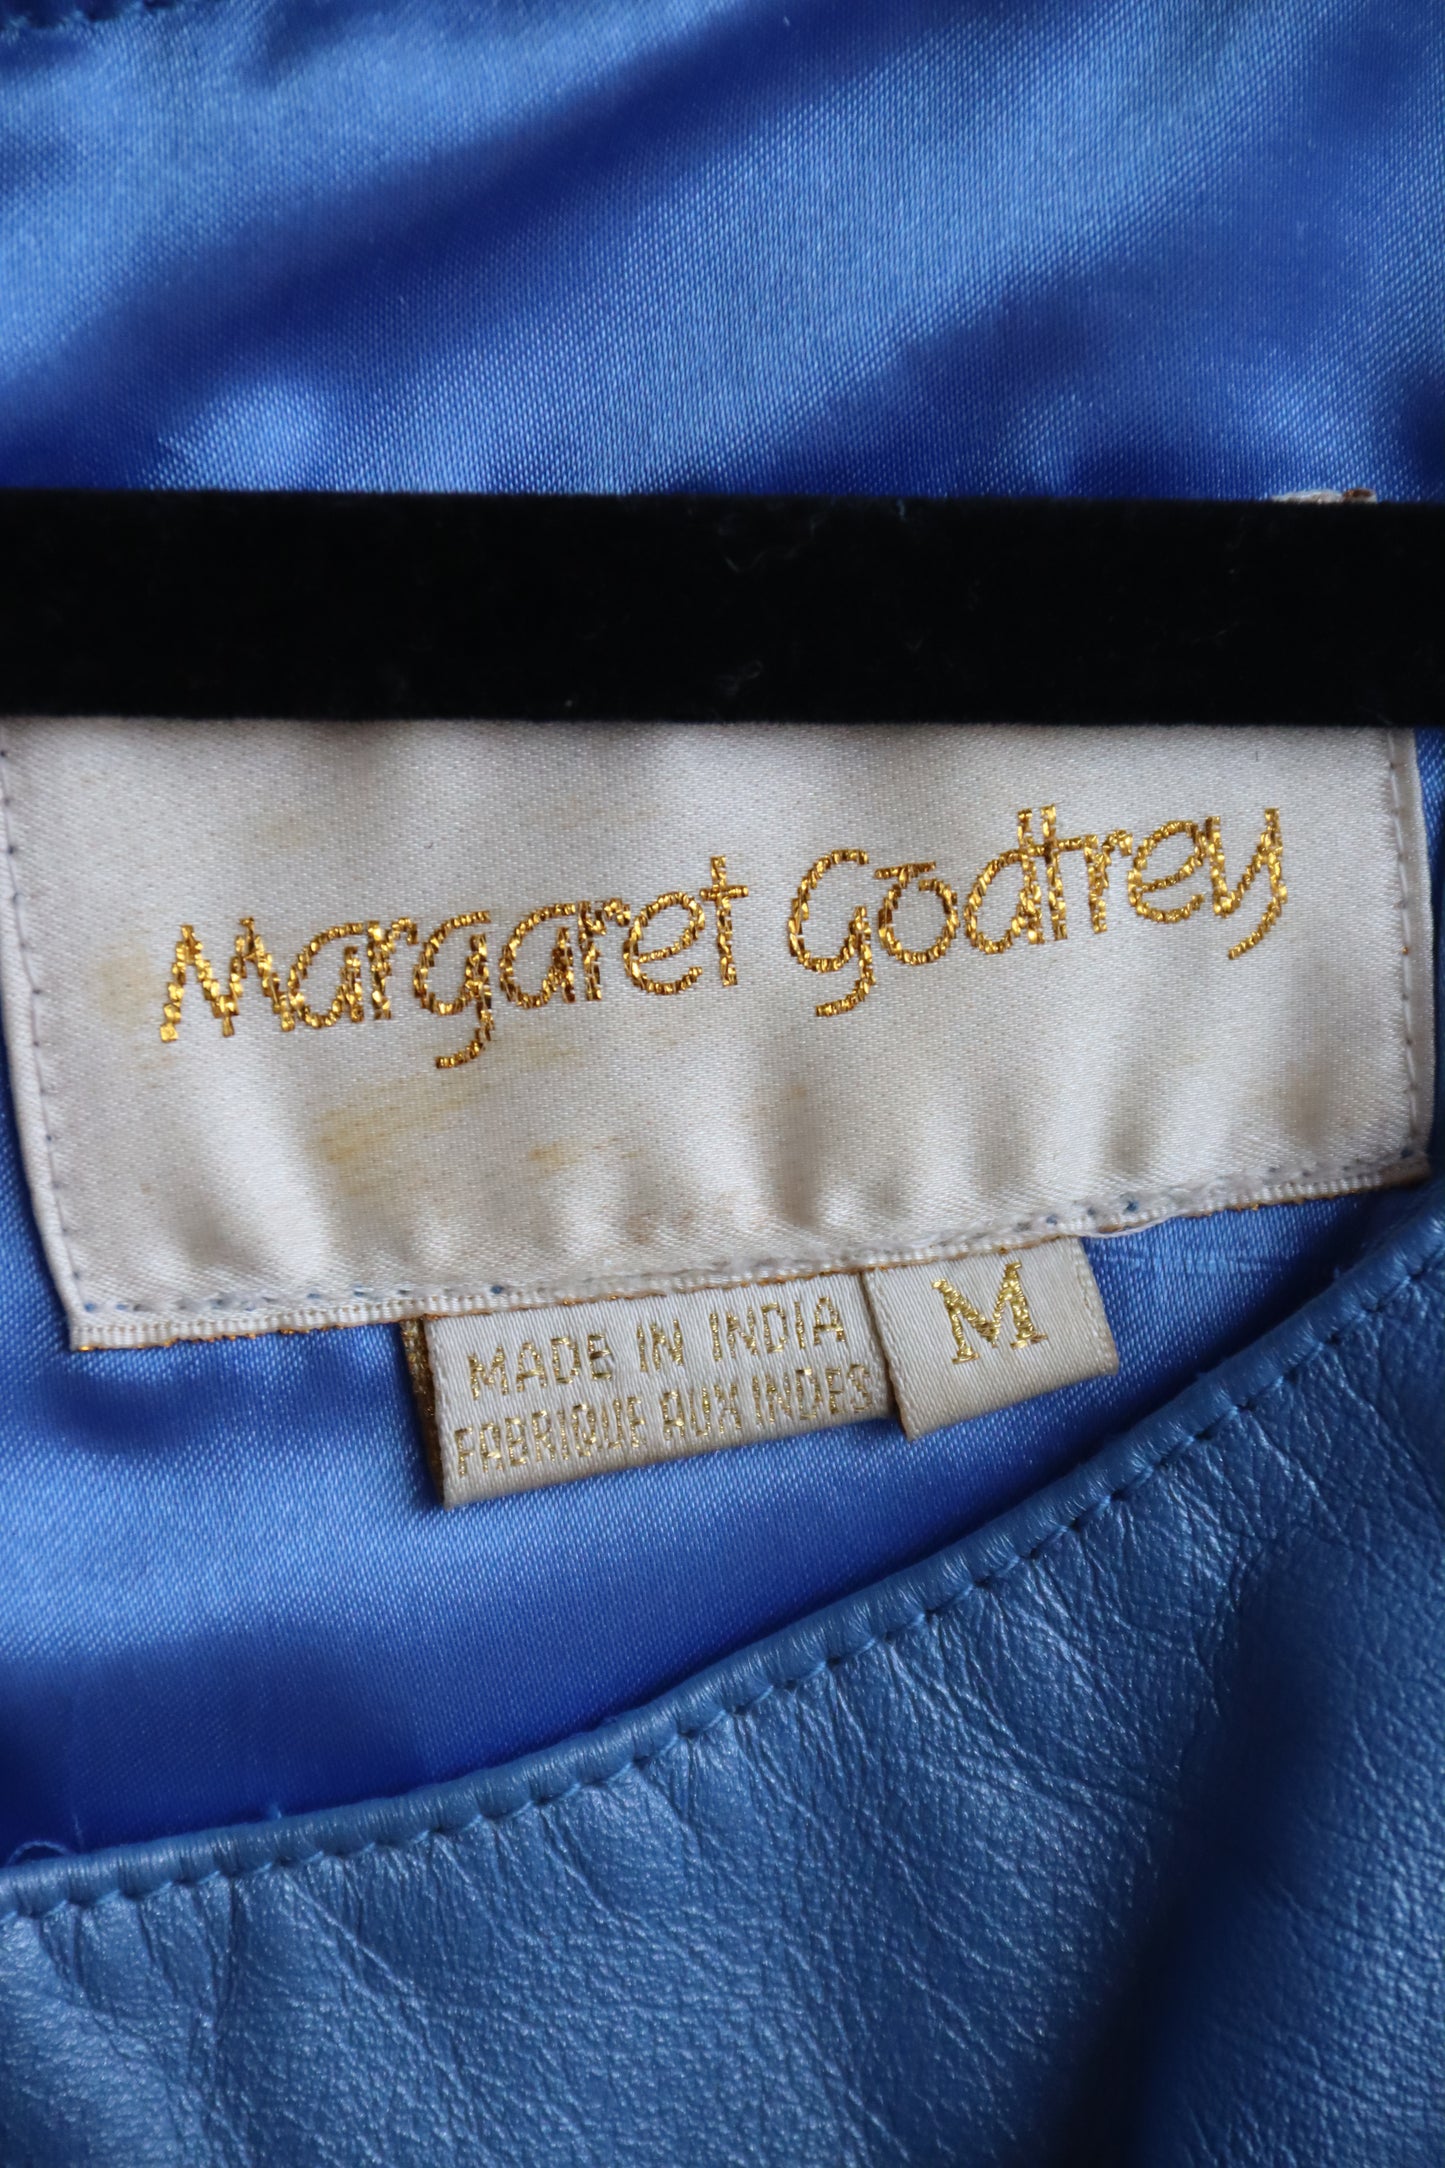 Margaret Godfrey
MADE IN INDIA
FABRIQUE AUX INDES
M